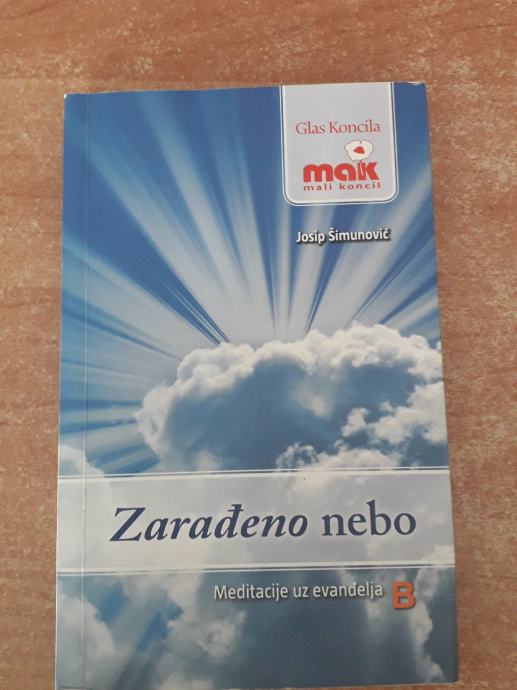 Glas Koncila
mak
mali koncil
Josip Šimunović
Zarađeno nebo
Meditacije uz evanđelja B